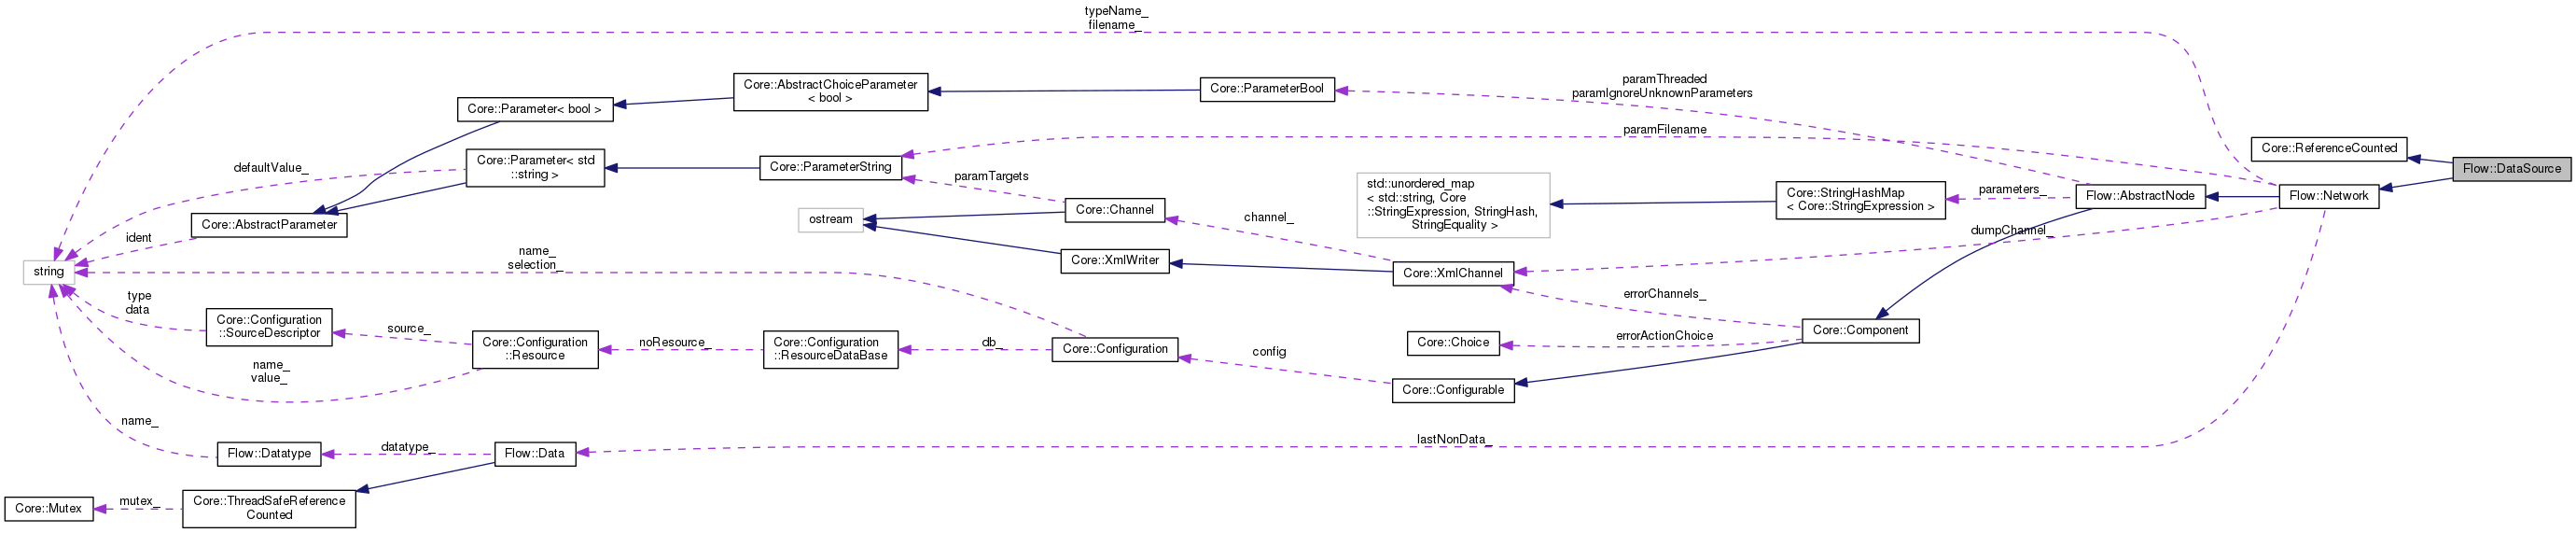 typeName_
filename_
Core::AbstractChoiceParameter
< bool >
Core::ParameterBool
paramThreaded
paramIgnoreUnknownParameters
Core::Parameter< bool >
paramFilename
Core::ReferenceCounted
Flow::DataSource
defaultValue_
Core::Parameter< std
::string >
Core::ParameterString
paramTargets
std::unordered_map
< std::string, Core
::StringExpression, StringHash,
StringEquality >
Core::StringHashMap
< Core::StringExpression >
parameters_
Flow::AbstractNode
Flow::Network
Core::AbstractParameter
ostream
Core::Channel
channel_
dumpChannel_
ident
string
name_
selection_
Core::XmlWriter
Core::XmlChannel
errorChannels_
type
data
Core::Configuration
::SourceDescriptor
source_
Core::Configuration
::Resource
noResource_
Core::Configuration
::ResourceDataBase
db_
Core::Configuration
config
Core::Choice
errorActionChoice
Core::Component
name_
value_
Core::Configurable
name_
Flow::Datatype
datatype_
Flow::Data
lastNonData_
Core::Mutex
mutex_
Core::ThreadSafeReference
Counted